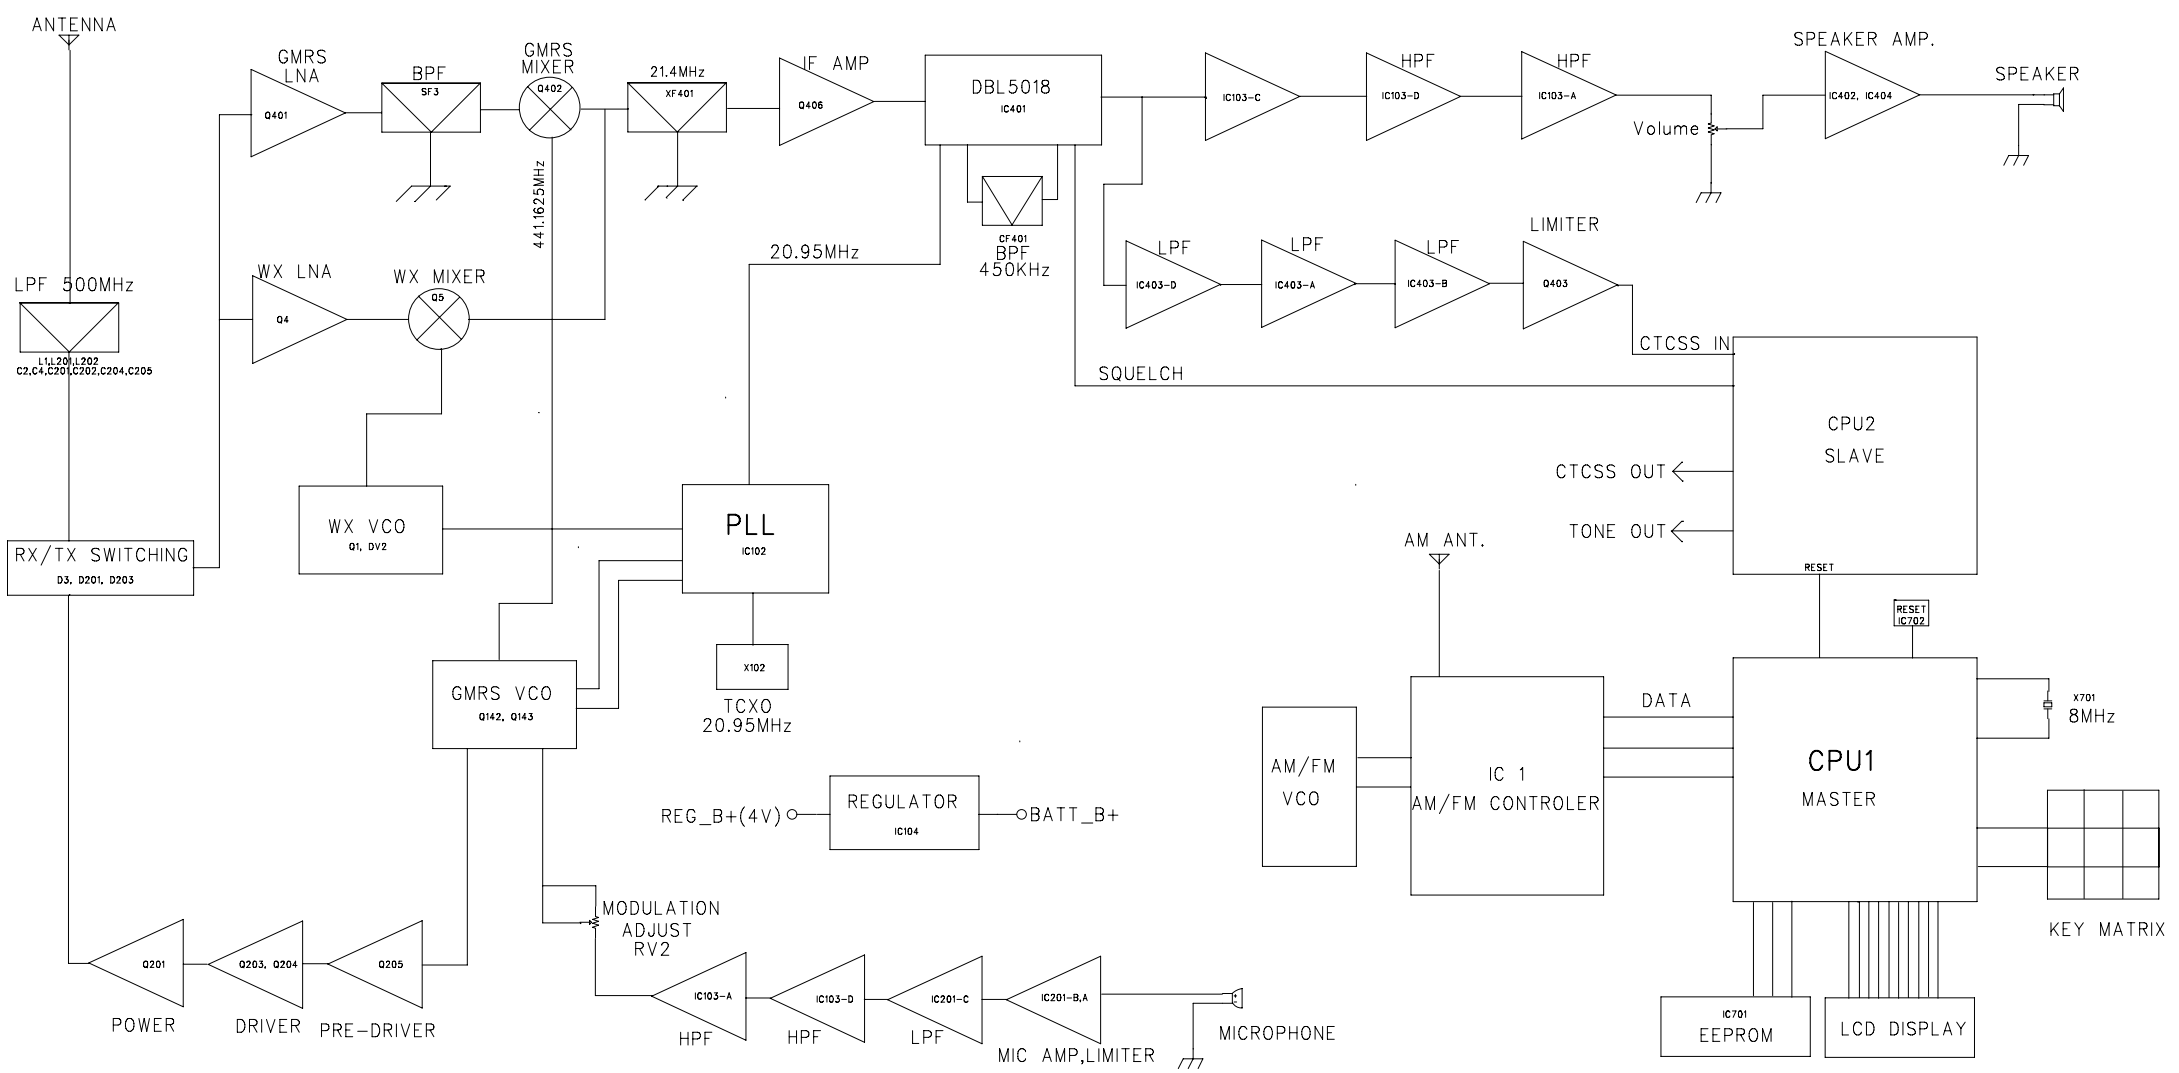 ANTENNA
GMRS
LNA
Q401
BPF
SF3
GMRS
MIXER
Q402
21.4MHz
XF401
IF AMP
Q406
DBL5018
IC401
IC103-C
HPF
IC103-D
HPF
IC103-A
Volume
SPEAKER AMP.
IC402, IC404
SPEAKER
441.1625MHz
CF401
BPF
450KHz
20.95MHz
LPF
IC403-D
LPF
IC403-A
LPF
IC403-B
LIMITER
Q403
LPF 500MHz
L1,L201,L202
C2,C4,C201,C202,C204,C205
WX LNA
Q4
WX MIXER
Q5
CTCSS IN
SQUELCH
CPU2
SLAVE
CTCSS OUT
TONE OUT
RESET
WX VCO
Q1, DV2
PLL
IC102
RX/TX SWITCHING
D3, D201, D203
AM ANT.
RESET
IC702
X102
TCXO
20.95MHz
GMRS VCO
Q142, Q143
DATA
X701
8MHz
AM/FM
VCO
IC 1
AM/FM CONTROLER
CPU1
MASTER
REG_B+(4V)
REGULATOR
IC104
BATT_B+
MODULATION
ADJUST
RV2
KEY MATRIX
Q201
POWER
Q203, Q204
DRIVER
Q205
PRE-DRIVER
IC103-A
HPF
IC103-D
HPF
IC201-C
LPF
IC201-B,A
MIC AMP,LIMITER
MICROPHONE
IC701
EEPROM
LCD DISPLAY